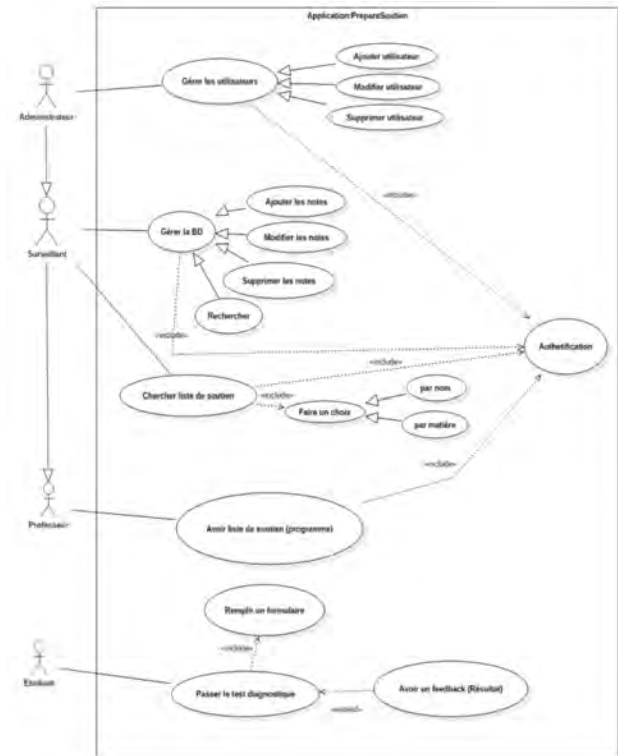 Application:PrepareSoutien
Ajouter utilisateur
Gérer les utilisateurs
Modifier utilisateur
Supprimer utilisateur
Administrateur
«include»
Ajouter les notes
Gérer la BD
Modifier les notes
Surveillant
Supprimer les notes
Rechercher
«include»
Authetification
«include»
par nom
Chercher liste de soutien
«include»
Faire un choix
par matière
«include»
Avoir liste de soutien (programme)
Professeur
Remplir un formulaire
«include»
Etudiant
Passer le test diagnostique
Avoir un feedback (Résultat)